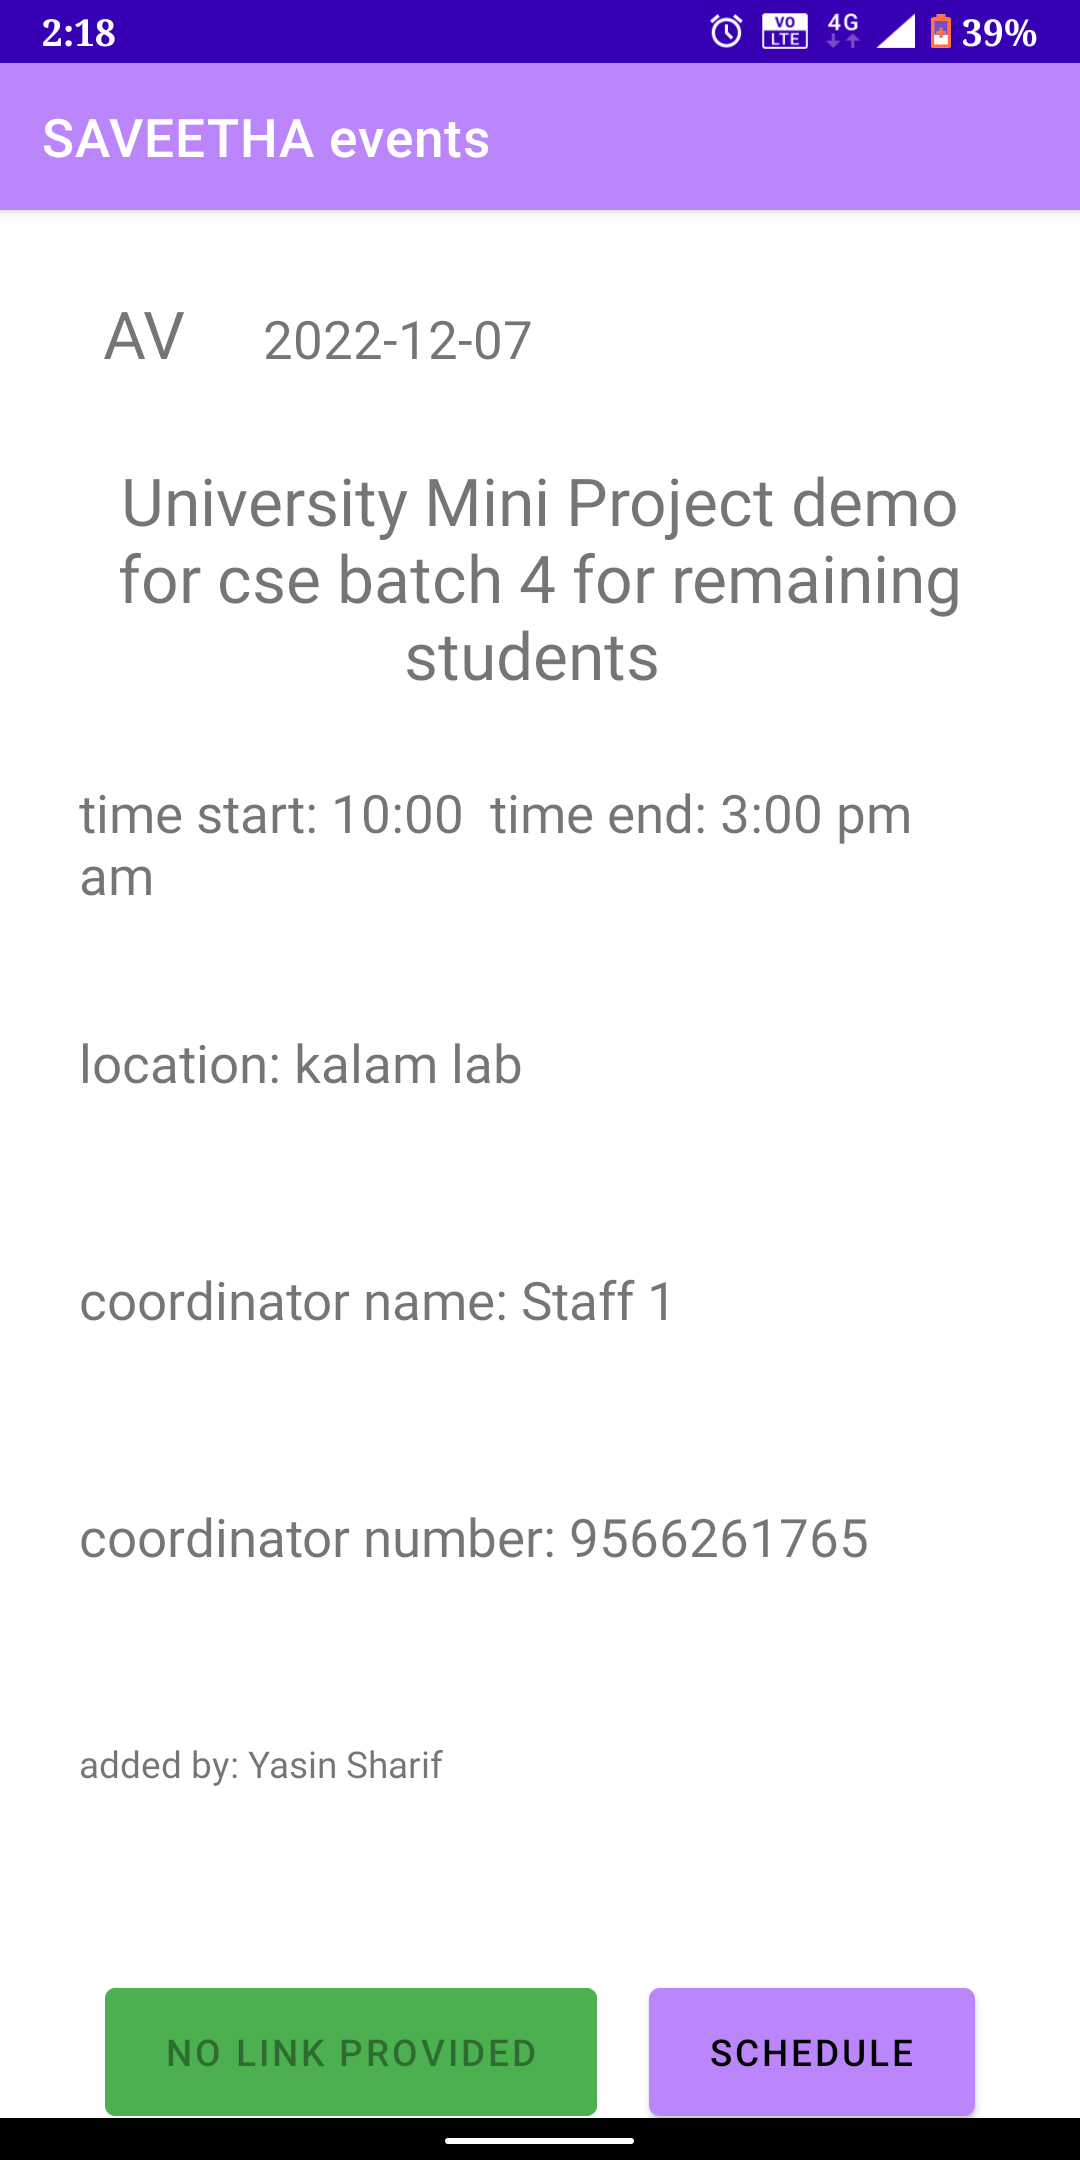 2:18 VO LTE 4G 39%
SAVEETHA events
AV 2022-12-07
University Mini Project demo
for cse batch 4 for remaining
students
time start: 10:00 time end: 3:00 pm
am
location: kalam lab
coordinator name: Staff 1
coordinator number: 9566261765
added by: Yasin Sharif
NO LINK PROVIDED SCHEDULE